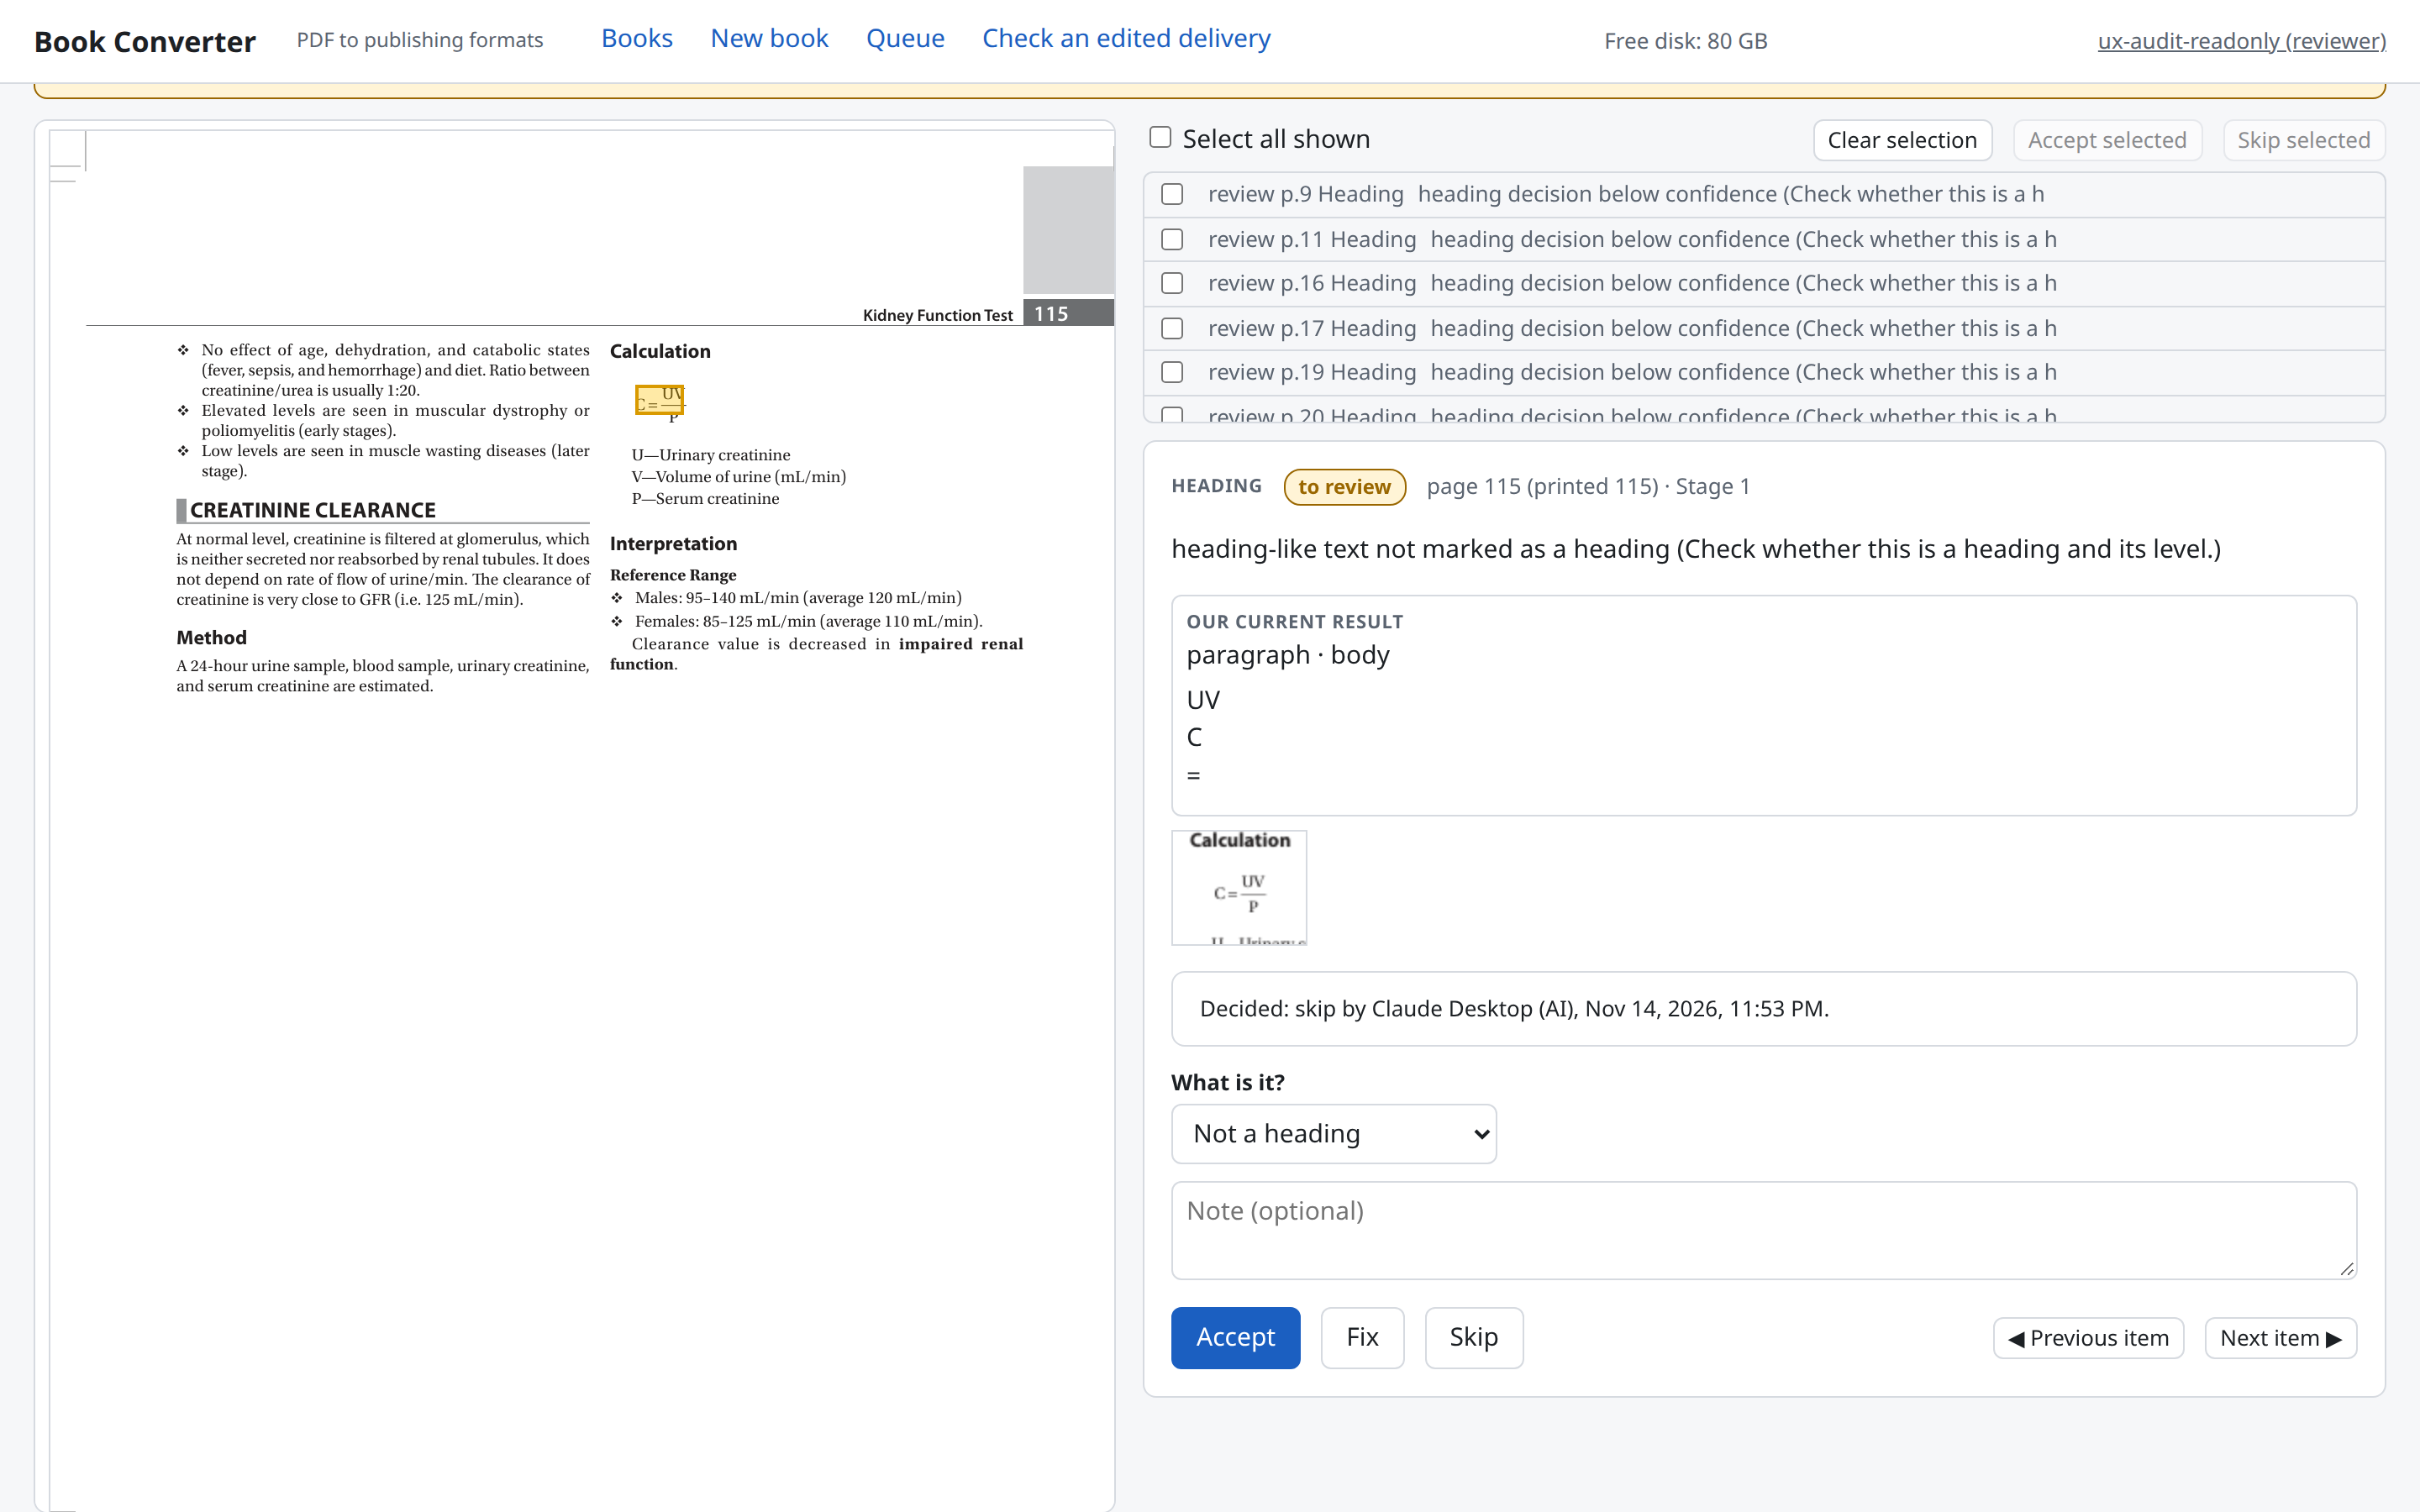 Book Converter
PDF to publishing formats
Books
New book
Queue
Check an edited delivery
Free disk: 80 GB
ux-audit-readonly (reviewer)
Kidney Function Test 115
❖ No effect of age, dehydration, and catabolic states
(fever, sepsis, and hemorrhage) and diet. Ratio between
creatinine/urea is usually 1:20.
❖ Elevated levels are seen in muscular dystrophy or
poliomyelitis (early stages).
❖ Low levels are seen in muscle wasting diseases (later
stage).
CREATININE CLEARANCE
At normal level, creatinine is filtered at glomerulus, which
is neither secreted nor reabsorbed by renal tubules. It does
not depend on rate of flow of urine/min. The clearance of
creatinine is very close to GFR (i.e. 125 mL/min).
Method
A 24-hour urine sample, blood sample, urinary creatinine,
and serum creatinine are estimated.
Calculation
UV
C =
P
U—Urinary creatinine
V—Volume of urine (mL/min)
P—Serum creatinine
Interpretation
Reference Range
❖ Males: 95–140 mL/min (average 120 mL/min)
❖ Females: 85–125 mL/min (average 110 mL/min).
Clearance value is decreased in impaired renal
function.
Select all shown
Clear selection
Accept selected
Skip selected
review p.9 Heading heading decision below confidence (Check whether this is a h
review p.11 Heading heading decision below confidence (Check whether this is a h
review p.16 Heading heading decision below confidence (Check whether this is a h
review p.17 Heading heading decision below confidence (Check whether this is a h
review p.19 Heading heading decision below confidence (Check whether this is a h
review p.20 Heading heading decision below confidence (Check whether this is a h
HEADING
to review
page 115 (printed 115) · Stage 1
heading-like text not marked as a heading (Check whether this is a heading and its level.)
OUR CURRENT RESULT
paragraph · body
UV
C
=
Calculation
UV
C =
P
Decided: skip by Claude Desktop (AI), Nov 14, 2026, 11:53 PM.
What is it?
Not a heading
Note (optional)
Accept
Fix
Skip
◀ Previous item
Next item ▶